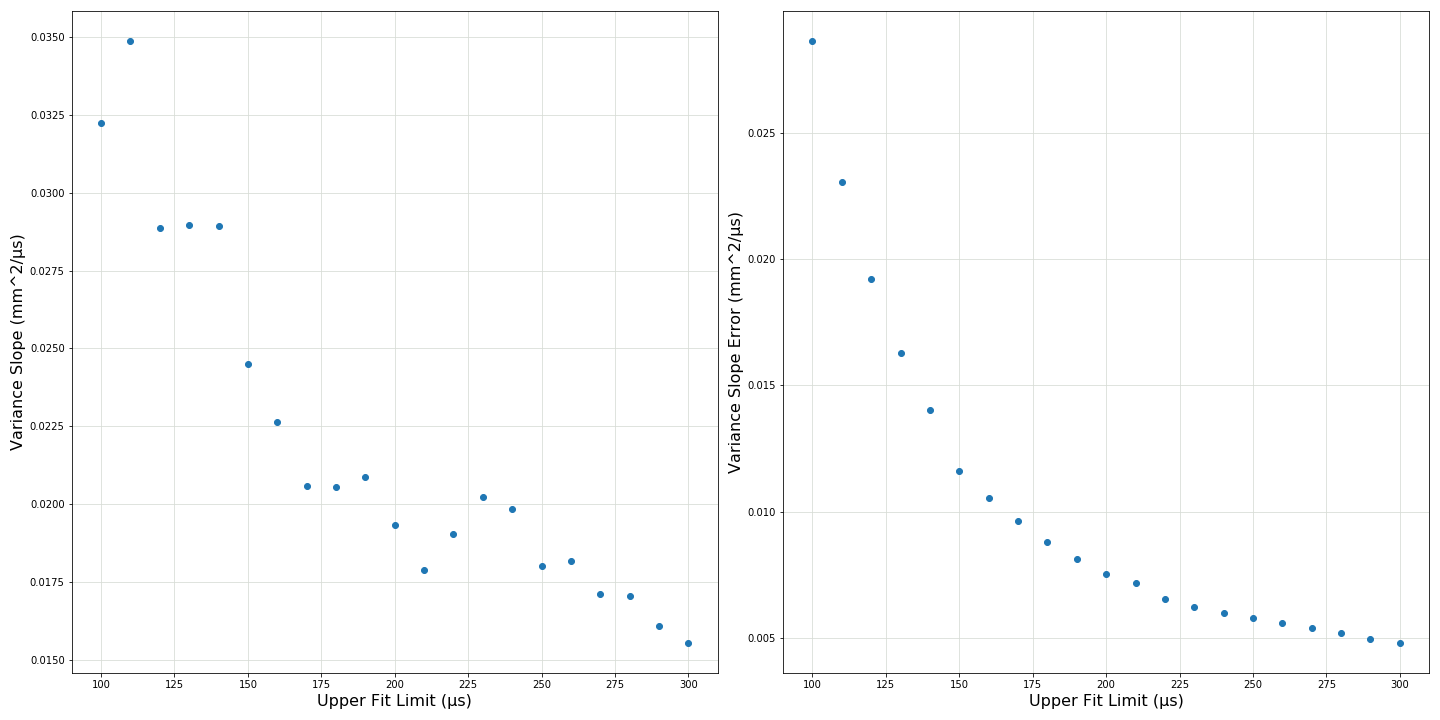 Variance Slope (mm^2/μs)
0.0350
0.0325
0.0300
0.0275
0.0250
0.0225
0.0200
0.0175
0.0150
100 125 150 175 200 225 250 275 300
Upper Fit Limit (μs)
Variance Slope Error (mm^2/μs)
0.025
0.020
0.015
0.010
0.005
100 125 150 175 200 225 250 275 300
Upper Fit Limit (μs)